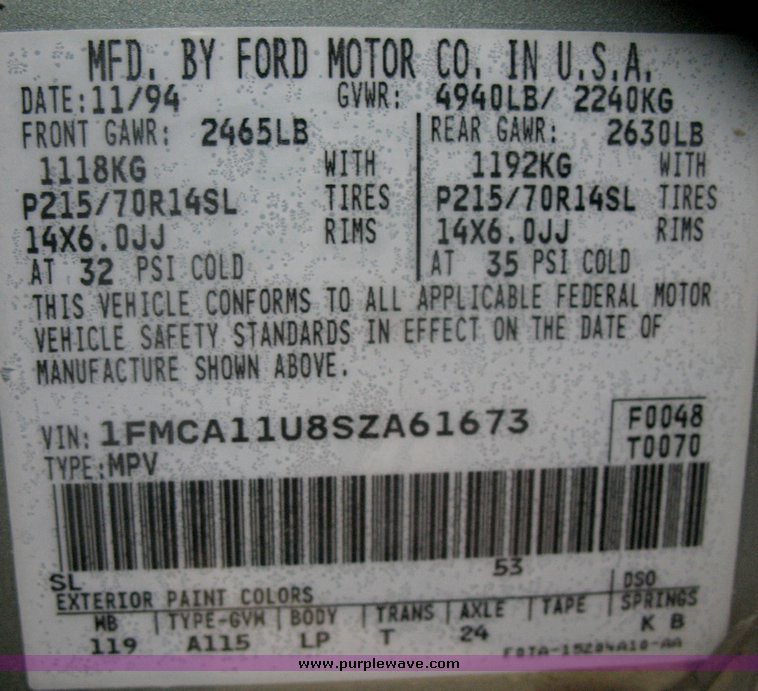 MFD. BY FORD MOTOR CO. IN U.S.A.
DATE: 11/94 GVWR: 4940LB/ 2240KG
FRONT GAWR: 2465LB REAR GAWR: 2630LB
1118KG WITH 1192KG WITH
P215/70R14SL TIRES P215/70R14SL TIRES
14X6.0JJ RIMS 14X6.0JJ RIMS
AT 32 PSI COLD AT 35 PSI COLD
THIS VEHICLE CONFORMS TO ALL APPLICABLE FEDERAL MOTOR
VEHICLE SAFETY STANDARDS IN EFFECT ON THE DATE OF
MANUFACTURE SHOWN ABOVE.
VIN: 1FMCA11U8SZA61673 F0048
TYPE: MPV T0070
SL 53 DSO
EXTERIOR PAINT COLORS
WB TYPE-GVW BODY TRANS AXLE TAPE SPRINGS
119 A115 LP T 24 K B
F0TA-15204A10-AA
www.purplewave.com